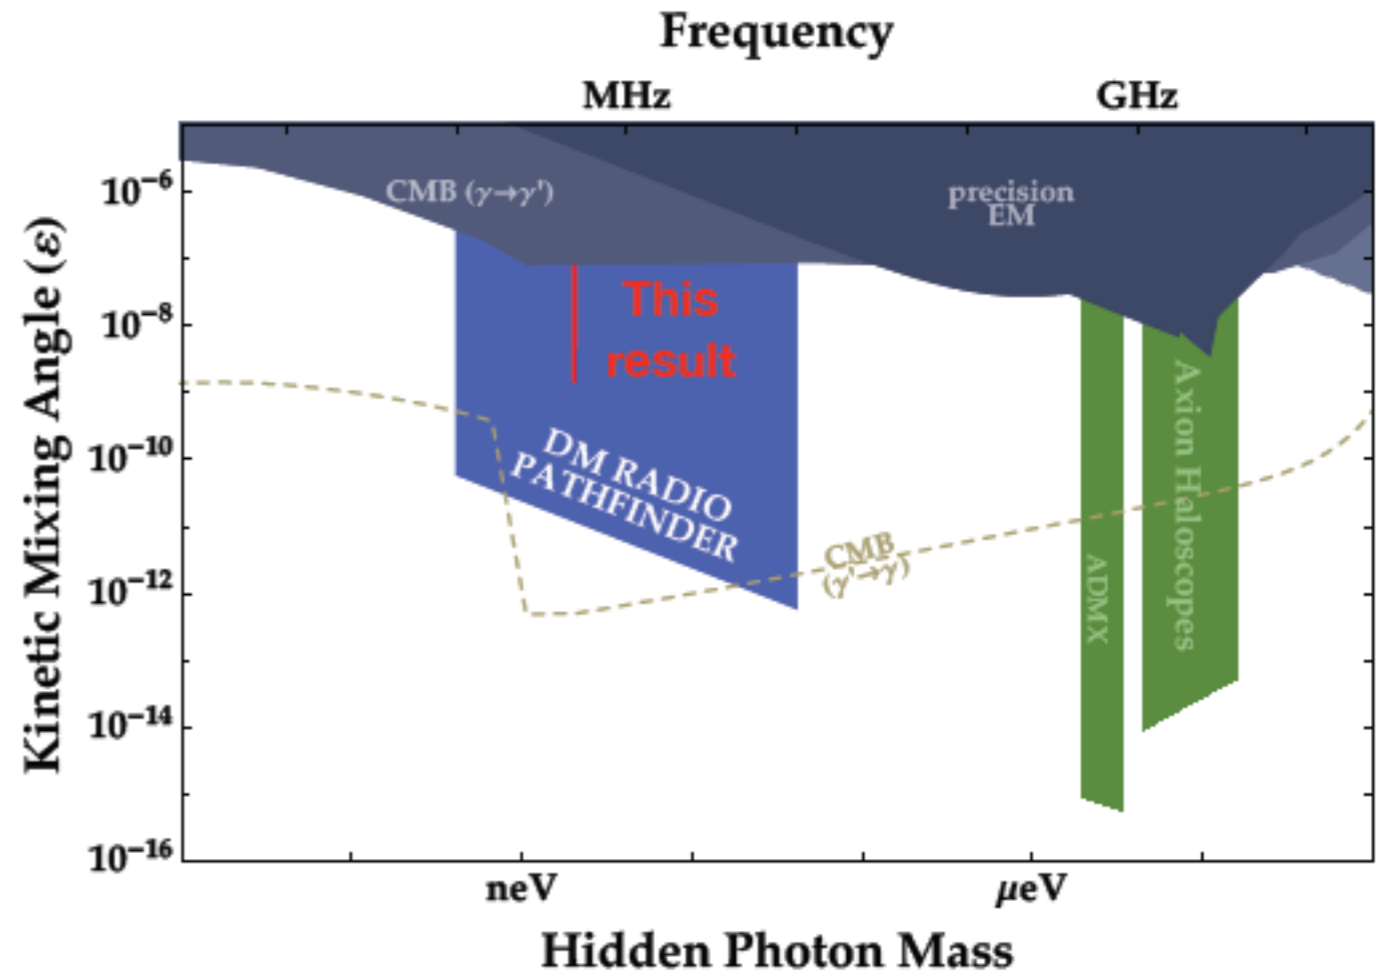 Frequency
MHz
GHz
Kinetic Mixing Angle (ε)
10⁻⁶
10⁻⁸
10⁻¹⁰
10⁻¹²
10⁻¹⁴
10⁻¹⁶
CMB (γ→γ')
precision
EM
This
result
DM RADIO
PATHFINDER
CMB
(γ'→γ)
ADMX
Axion Haloscopes
neV
μeV
Hidden Photon Mass